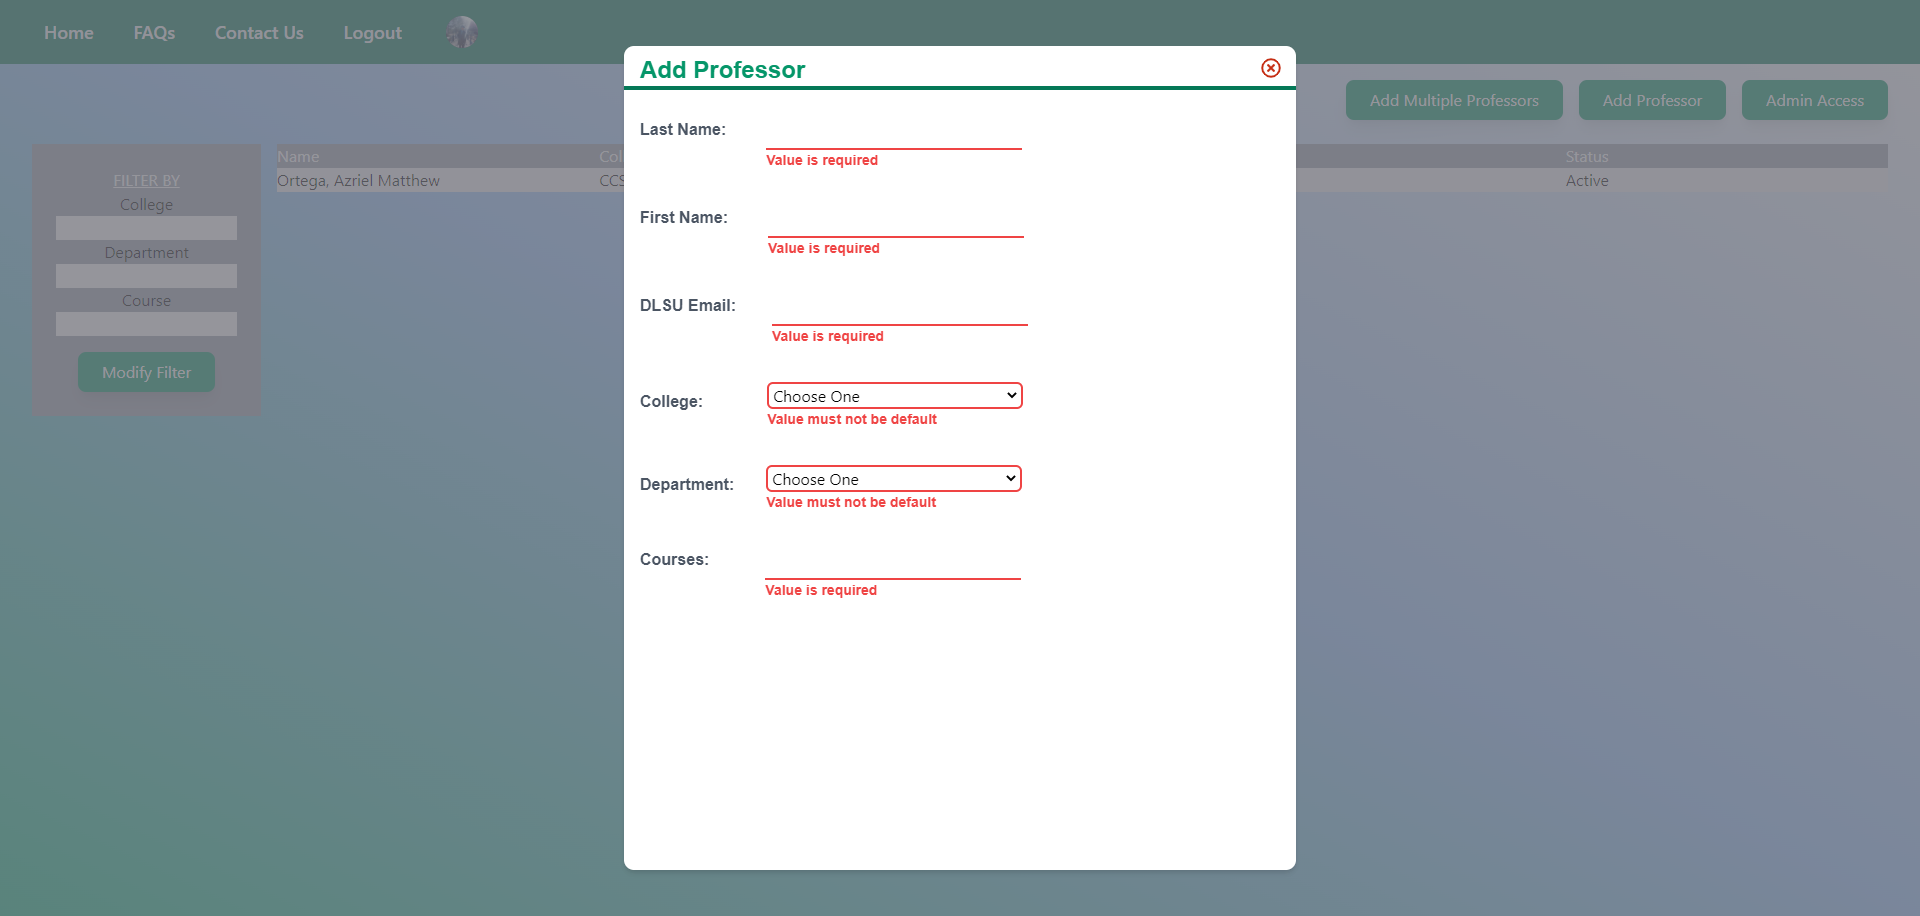 Home FAQs Contact Us Logout
Add Professor
Add Multiple Professors Add Professor Admin Access
FILTER BY
College
Department
Course
Modify Filter
Name Status
Ortega, Azriel Matthew Active
Last Name:
Value is required
First Name:
Value is required
DLSU Email:
Value is required
College: Choose One
Value must not be default
Department: Choose One
Value must not be default
Courses:
Value is required